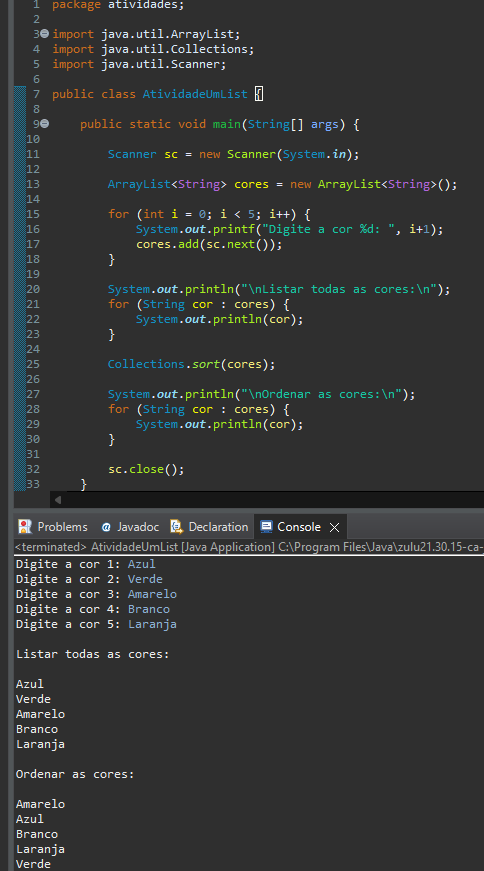 1 package atividades;
2
3 import java.util.ArrayList;
4 import java.util.Collections;
5 import java.util.Scanner;
6
7 public class AtividadeUmList {
8
9     public static void main(String[] args) {
10
11         Scanner sc = new Scanner(System.in);
12
13         ArrayList<String> cores = new ArrayList<String>();
14
15         for (int i = 0; i < 5; i++) {
16             System.out.printf("Digite a cor %d: ", i+1);
17             cores.add(sc.next());
18         }
19
20         System.out.println("\nListar todas as cores:\n");
21         for (String cor : cores) {
22             System.out.println(cor);
23         }
24
25         Collections.sort(cores);
26
27         System.out.println("\nOrdenar as cores:\n");
28         for (String cor : cores) {
29             System.out.println(cor);
30         }
31
32         sc.close();
33     }
Problems @ Javadoc Declaration Console
<terminated> AtividadeUmList [Java Application] C:\Program Files\Java\zulu21.30.15-ca-
Digite a cor 1: Azul
Digite a cor 2: Verde
Digite a cor 3: Amarelo
Digite a cor 4: Branco
Digite a cor 5: Laranja

Listar todas as cores:

Azul
Verde
Amarelo
Branco
Laranja

Ordenar as cores:

Amarelo
Azul
Branco
Laranja
Verde